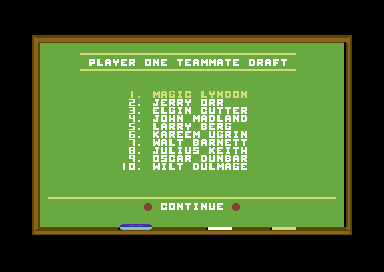 PLAYER ONE TEAMMATE DRAFT
1. MAGIC LYNDON
2. JERRY ORR
3. ELGIN CUTTER
4. JOHN MADLAND
5. LARRY BERG
6. KAREEM UGRIN
7. WALT BARNETT
8. JULIUS KEITH
9. OSCAR DUNBAR
10. WILT DULMAGE
CONTINUE